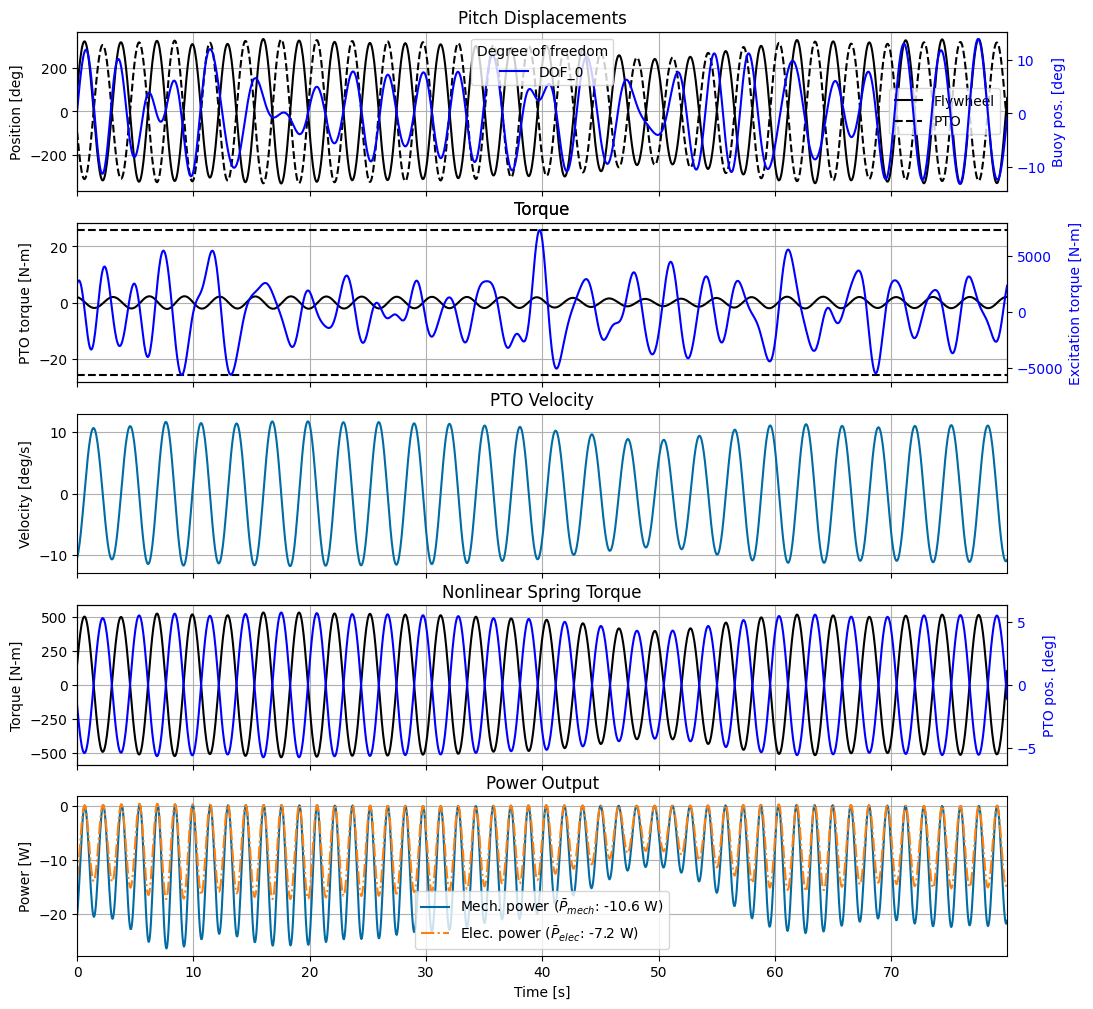 Pitch Displacements
Position [deg]
200
0
−200
Degree of freedom
DOF_0
Flywheel
PTO
10
0
−10
Buoy pos. [deg]
Torque
PTO torque [N-m]
20
0
−20
5000
0
−5000
Excitation torque [N-m]
PTO Velocity
Velocity [deg/s]
10
0
−10
Nonlinear Spring Torque
Torque [N-m]
500
250
0
−250
−500
5
0
−5
PTO pos. [deg]
Power Output
Power [W]
0
−10
−20
Mech. power (P̄mech: -10.6 W)
Elec. power (P̄elec: -7.2 W)
0 10 20 30 40 50 60 70
Time [s]